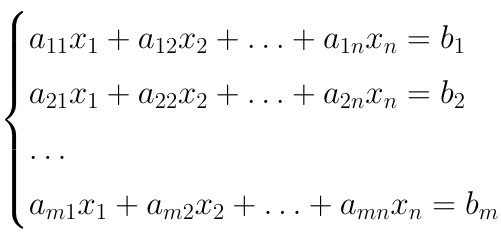 a₁₁x₁ + a₁₂x₂ + … + a₁ₙxₙ = b₁
a₂₁x₁ + a₂₂x₂ + … + a₂ₙxₙ = b₂
…
aₘ₁x₁ + aₘ₂x₂ + … + aₘₙxₙ = bₘ